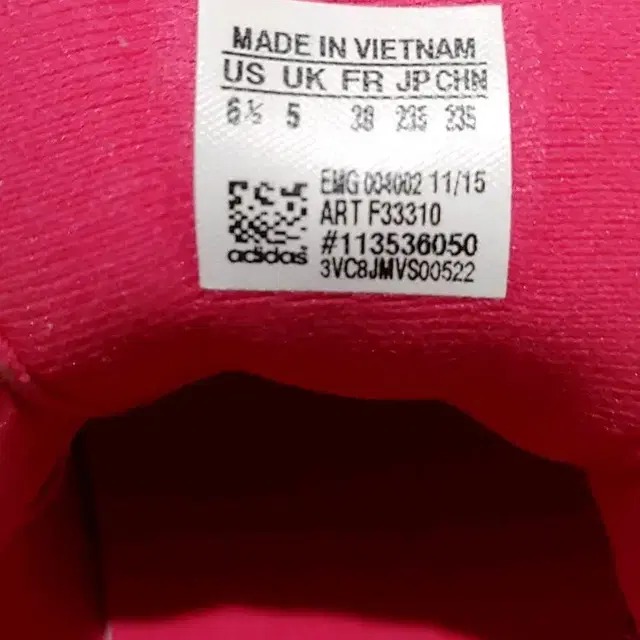 MADE IN VIETNAM
US UK FR JP CHN
6½ 5 38 235 235
EMG 004002 11/15
ART F33310
#113536050
adidas
3VC8JMVS00522